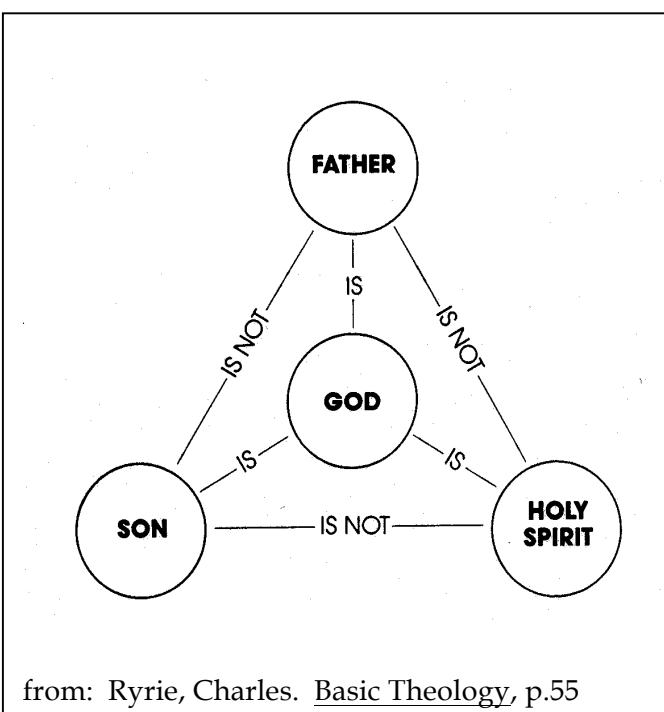 FATHER
IS
IS NOT
IS NOT
GOD
IS
IS
SON
IS NOT
HOLY
SPIRIT
from: Ryrie, Charles. Basic Theology, p.55